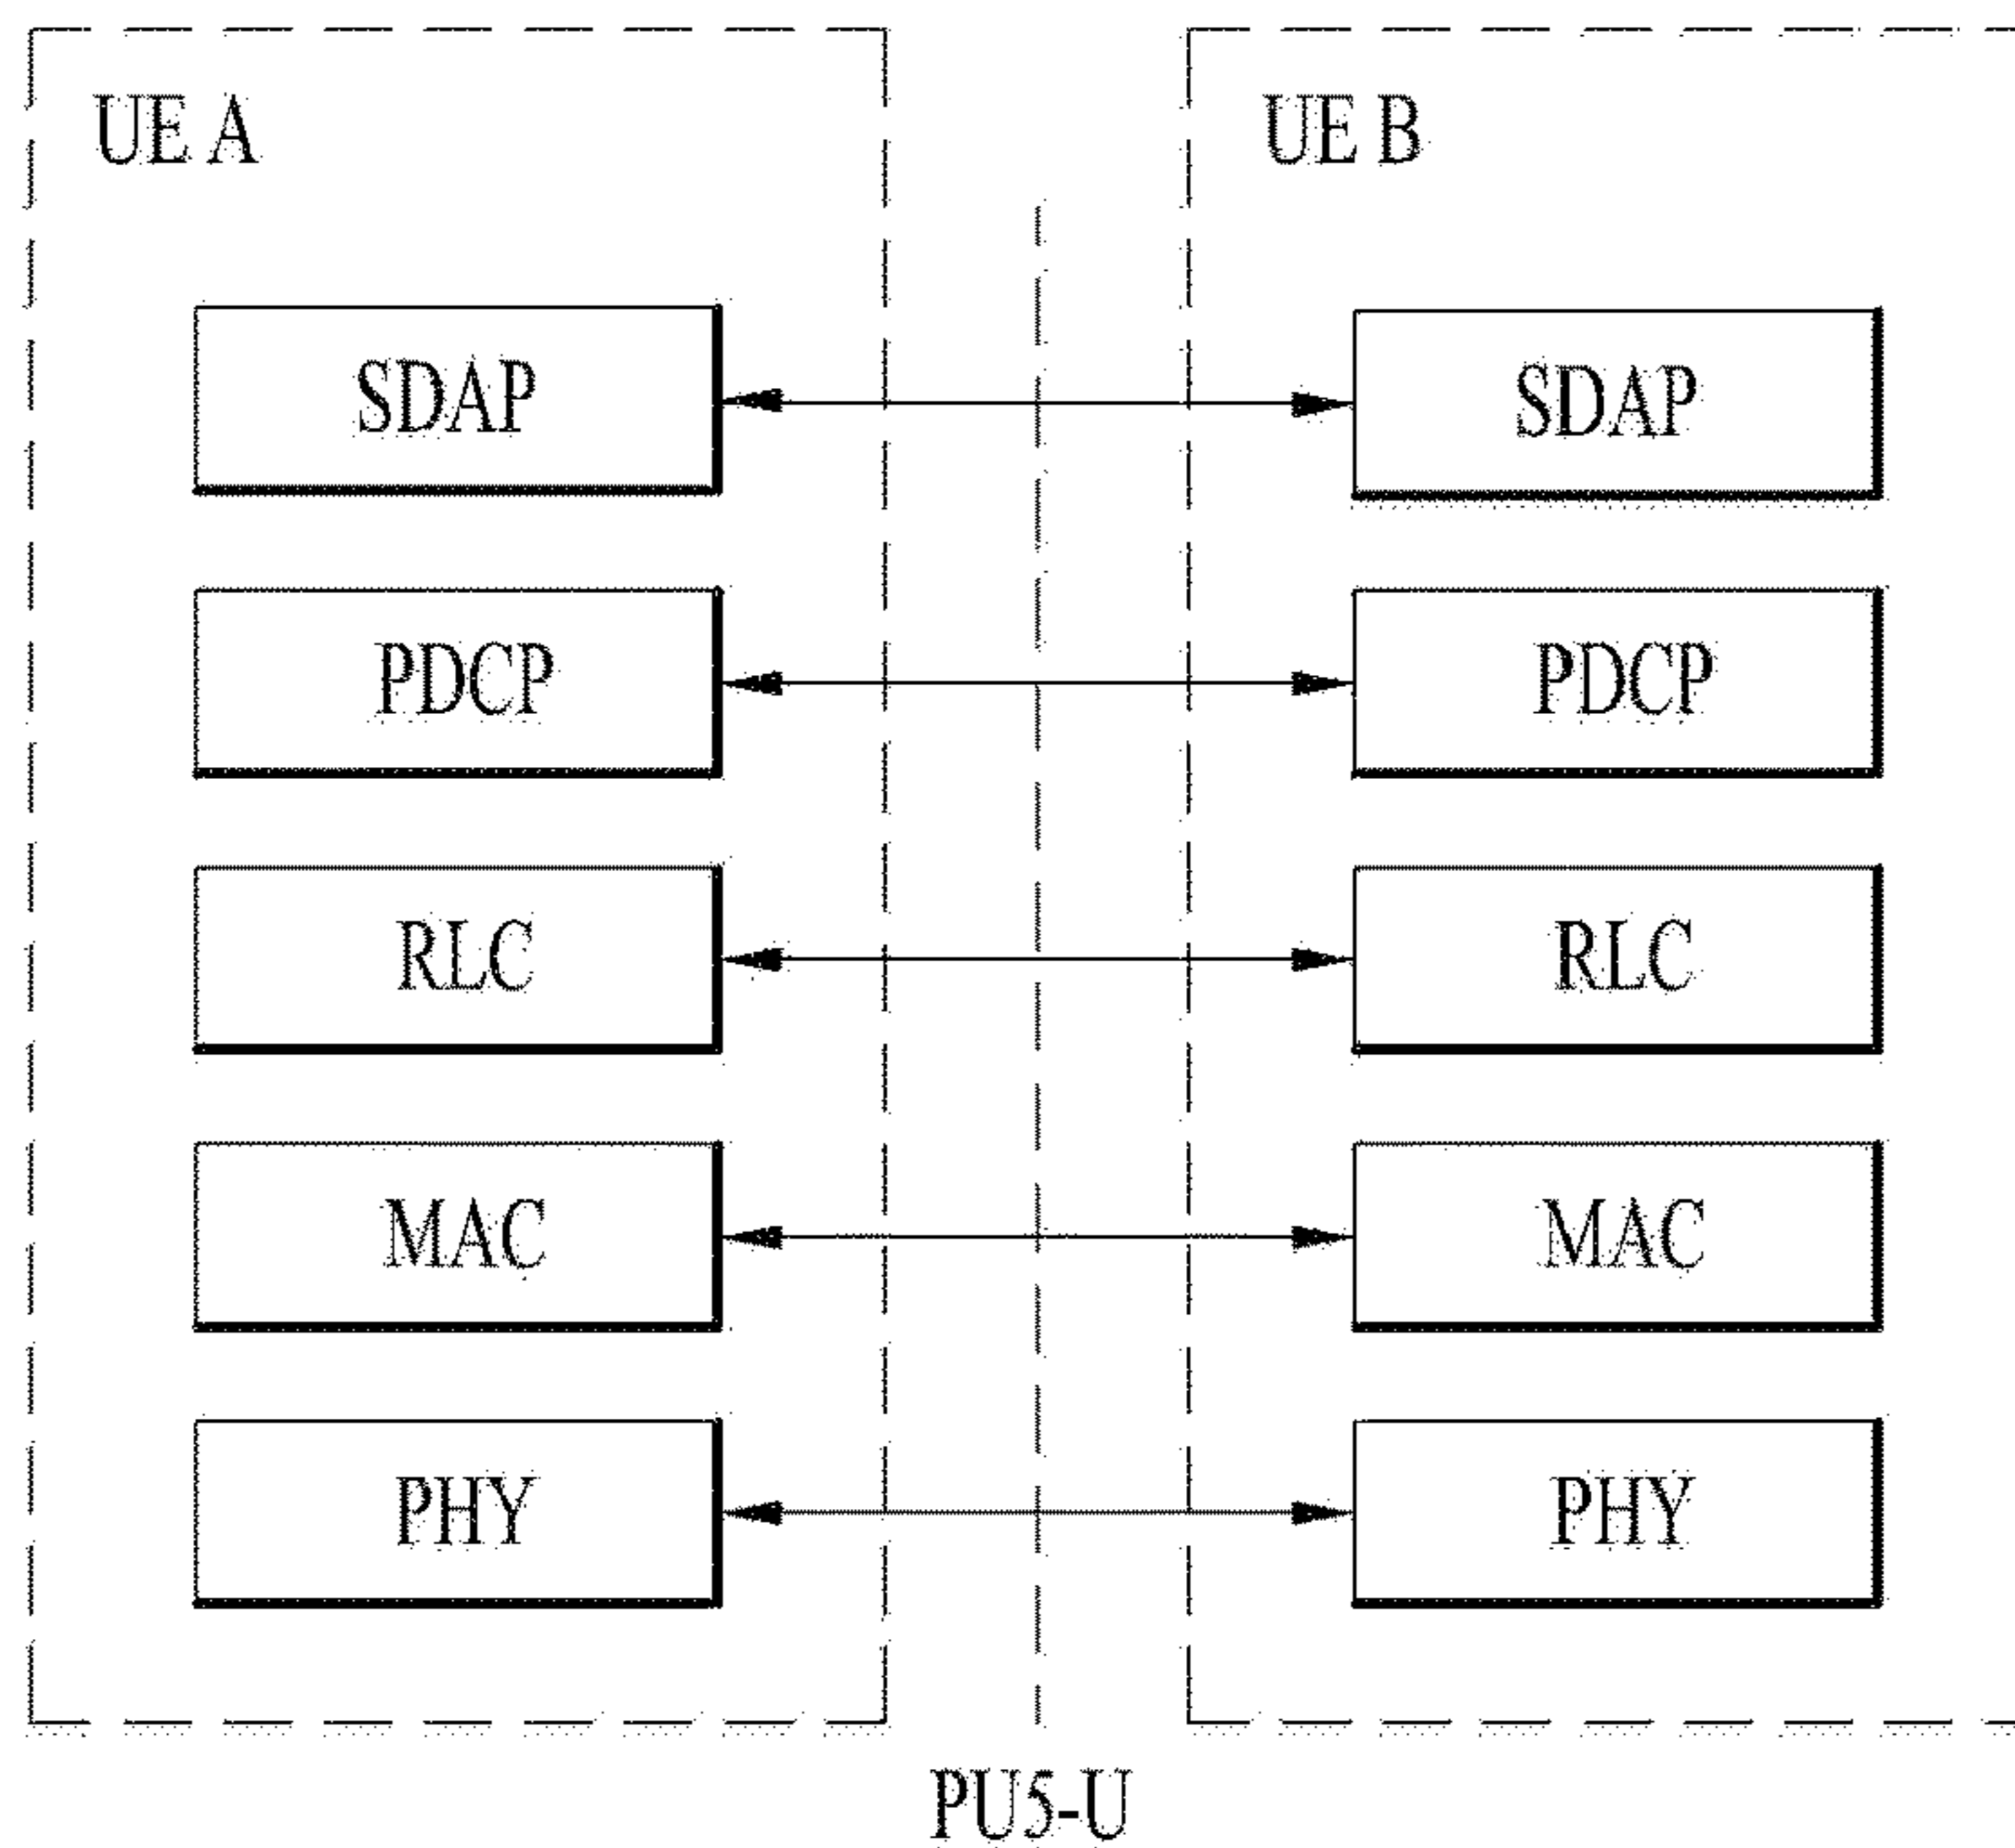 UE A
UE B
SDAP
SDAP
PDCP
PDCP
RLC
RLC
MAC
MAC
PHY
PHY
PU5-U